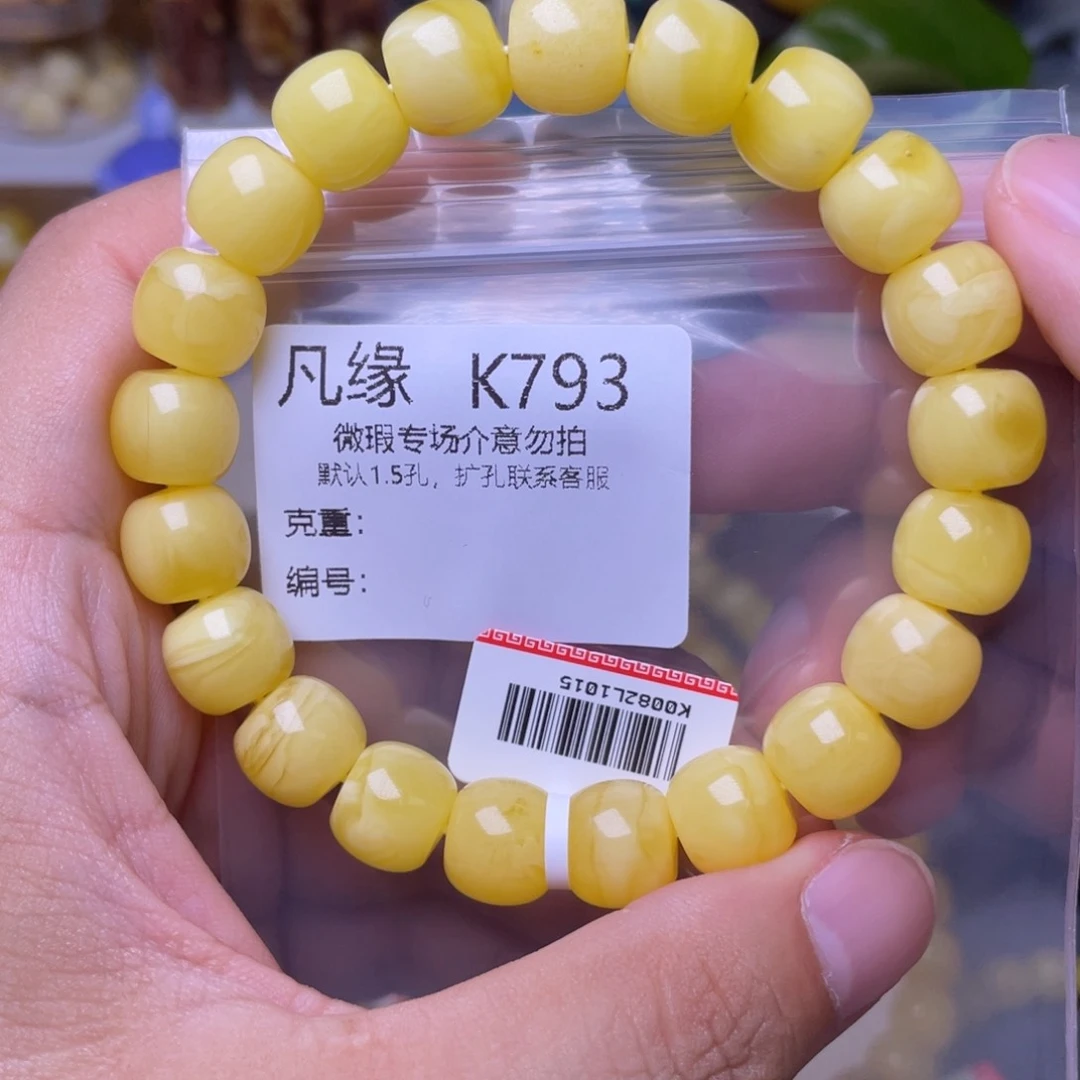 凡缘 K793
微瑕专场介意勿拍
默认1.5孔，扩孔联系客服
克重：
编号：
K0082L1015